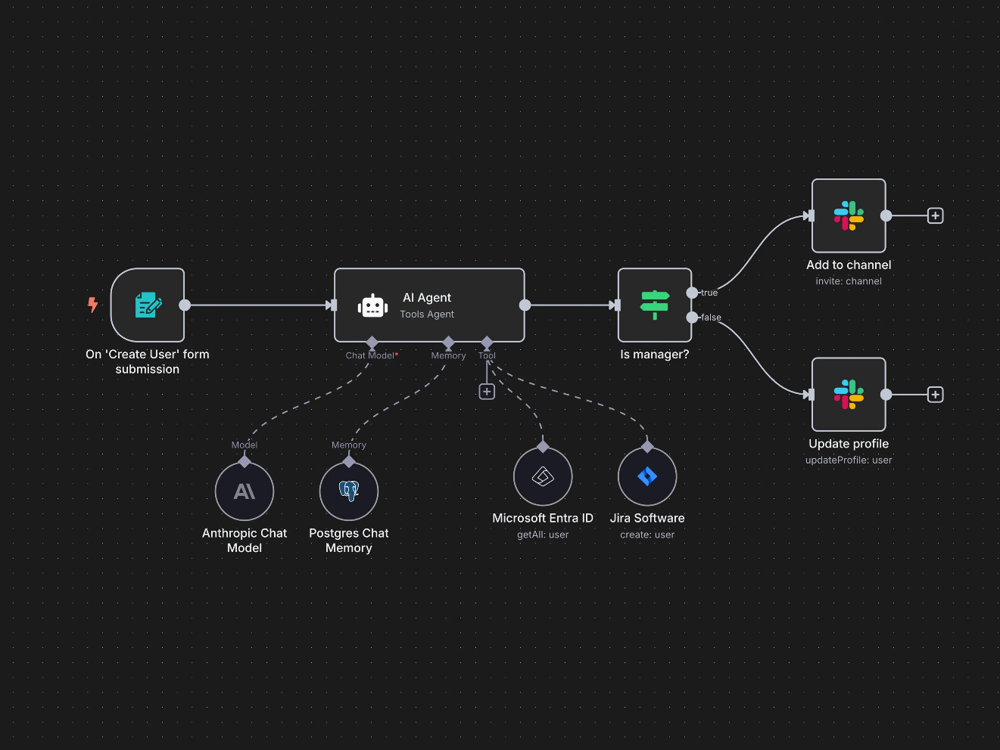 On 'Create User' form
submission
AI Agent
Tools Agent
Chat Model*
Memory
Tool
Model
Anthropic Chat
Model
Memory
Postgres Chat
Memory
Microsoft Entra ID
getAll: user
Jira Software
create: user
Is manager?
true
false
Add to channel
invite: channel
Update profile
updateProfile: user